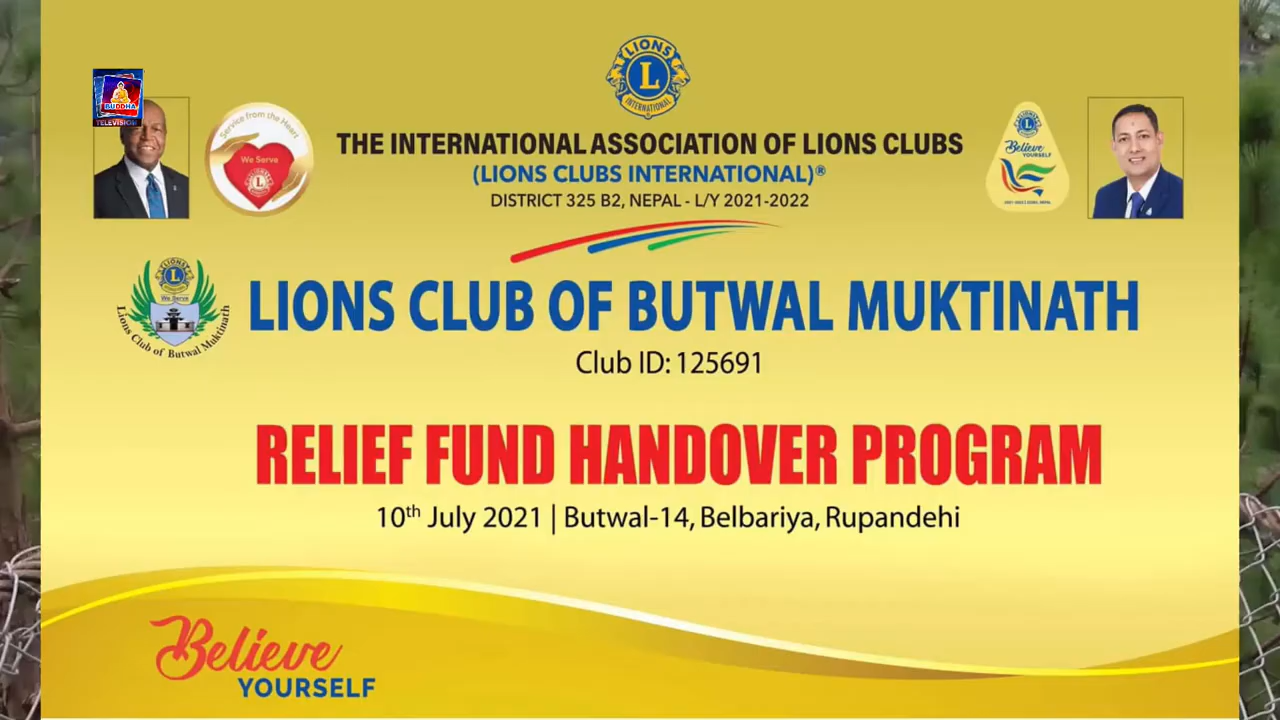 LIONS
L
INTERNATIONAL
BUDDHA
TELEVISION
Service from the Heart
We Serve
THE INTERNATIONAL ASSOCIATION OF LIONS CLUBS
(LIONS CLUBS INTERNATIONAL)®
DISTRICT 325 B2, NEPAL - L/Y 2021-2022
Believe
YOURSELF
LIONS
L
We Serve
Lions Club of Butwal Muktinath
LIONS CLUB OF BUTWAL MUKTINATH
Club ID: 125691
RELIEF FUND HANDOVER PROGRAM
10th July 2021 | Butwal-14, Belbariya, Rupandehi
Believe
YOURSELF